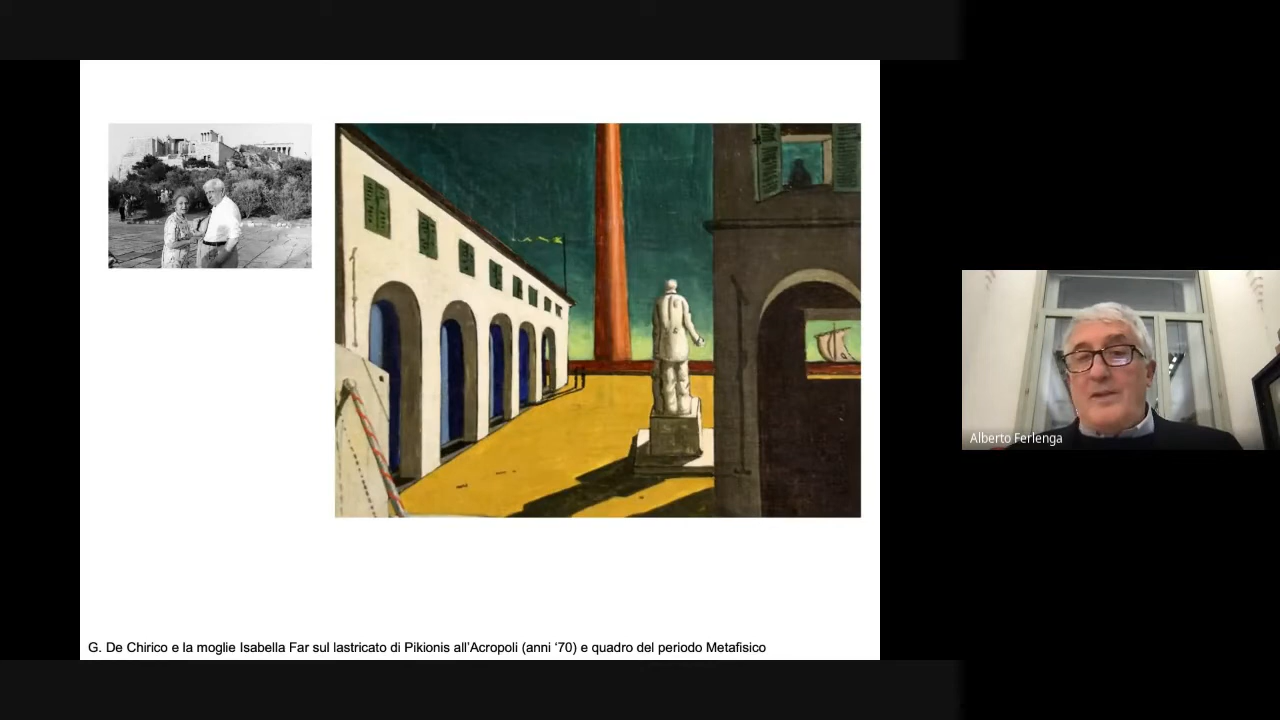 Alberto Ferlenga
G. De Chirico e la moglie Isabella Far sul lastricato di Pikionis all'Acropoli (anni '70) e quadro del periodo Metafisico